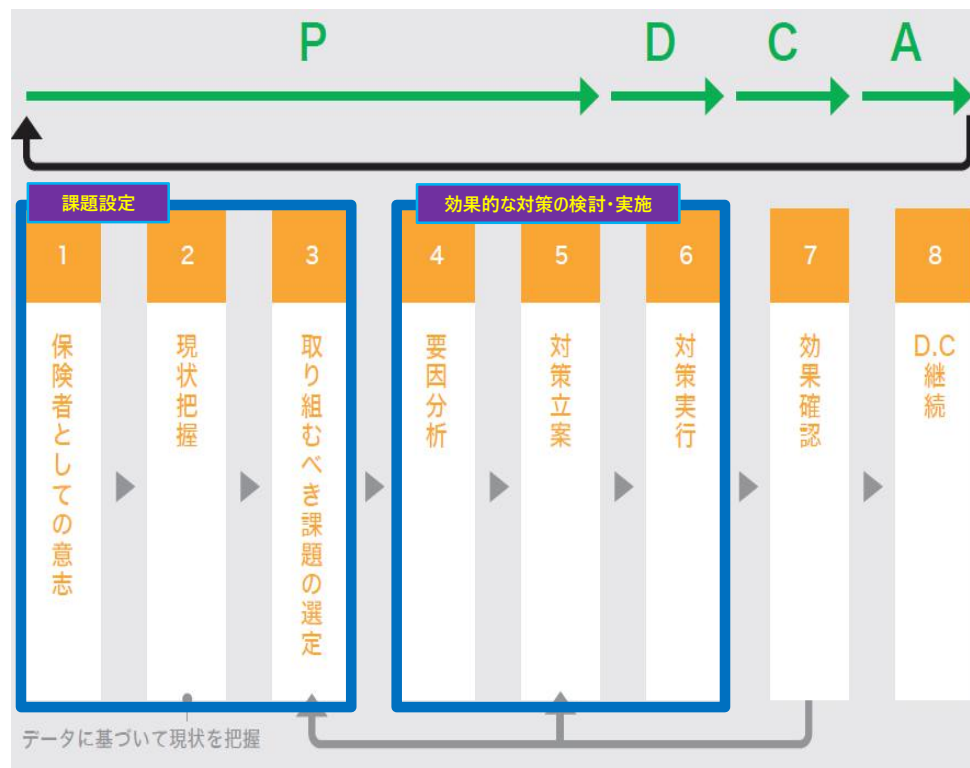 P
D
C
A
課題設定
効果的な対策の検討・実施
1
2
3
4
5
6
7
8
保険者としての意志
現状把握
取り組むべき課題の選定
要因分析
対策立案
対策実行
効果確認
D.C
継続
データに基づいて現状を把握